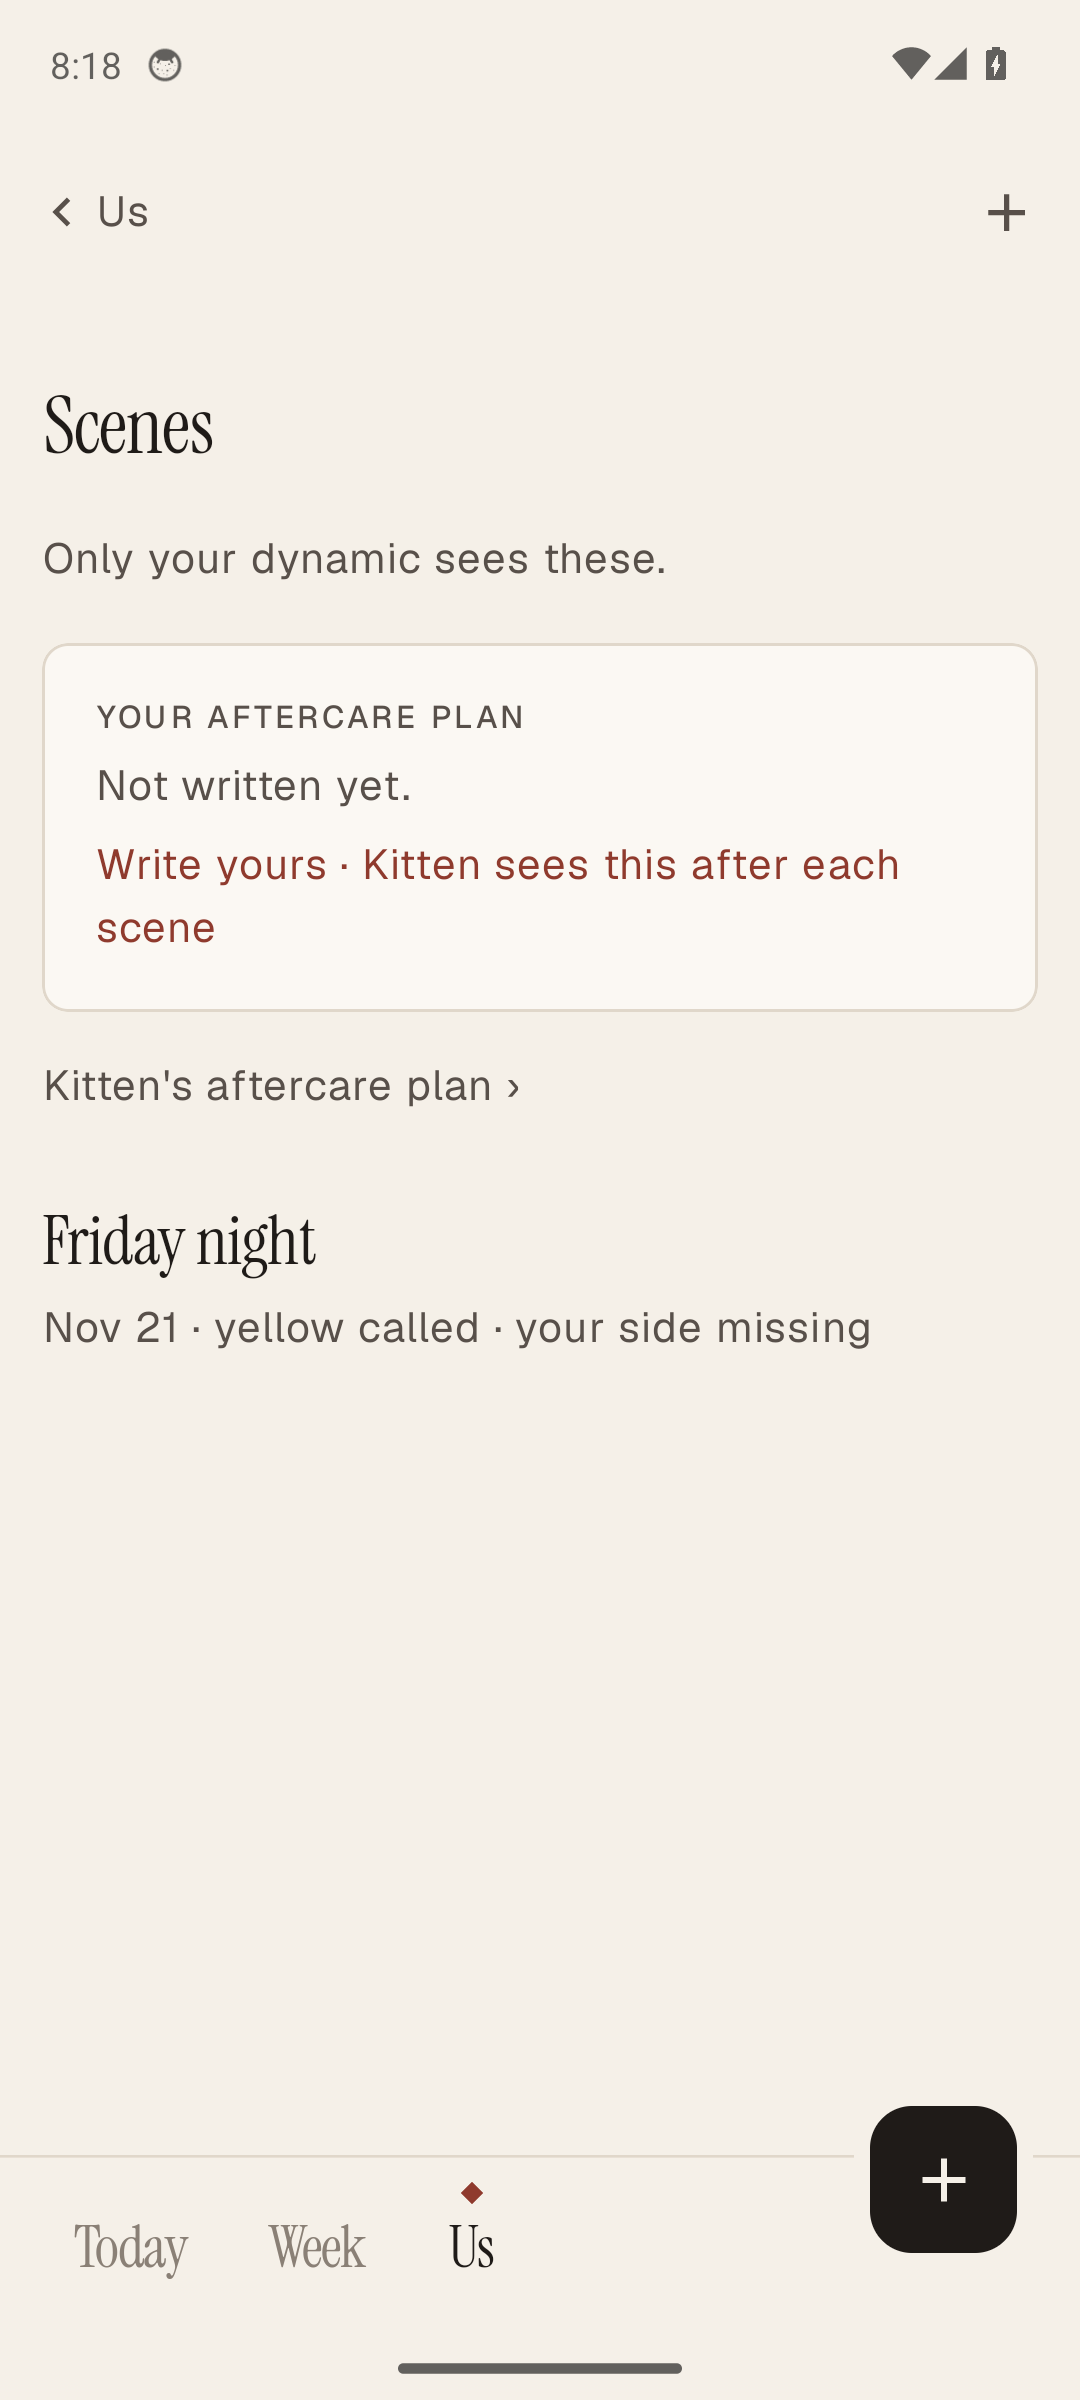 8:18
Us
Scenes
Only your dynamic sees these.
YOUR AFTERCARE PLAN
Not written yet.
Write yours · Kitten sees this after each
scene
Kitten's aftercare plan ›
Friday night
Nov 21 · yellow called · your side missing
Today Week Us